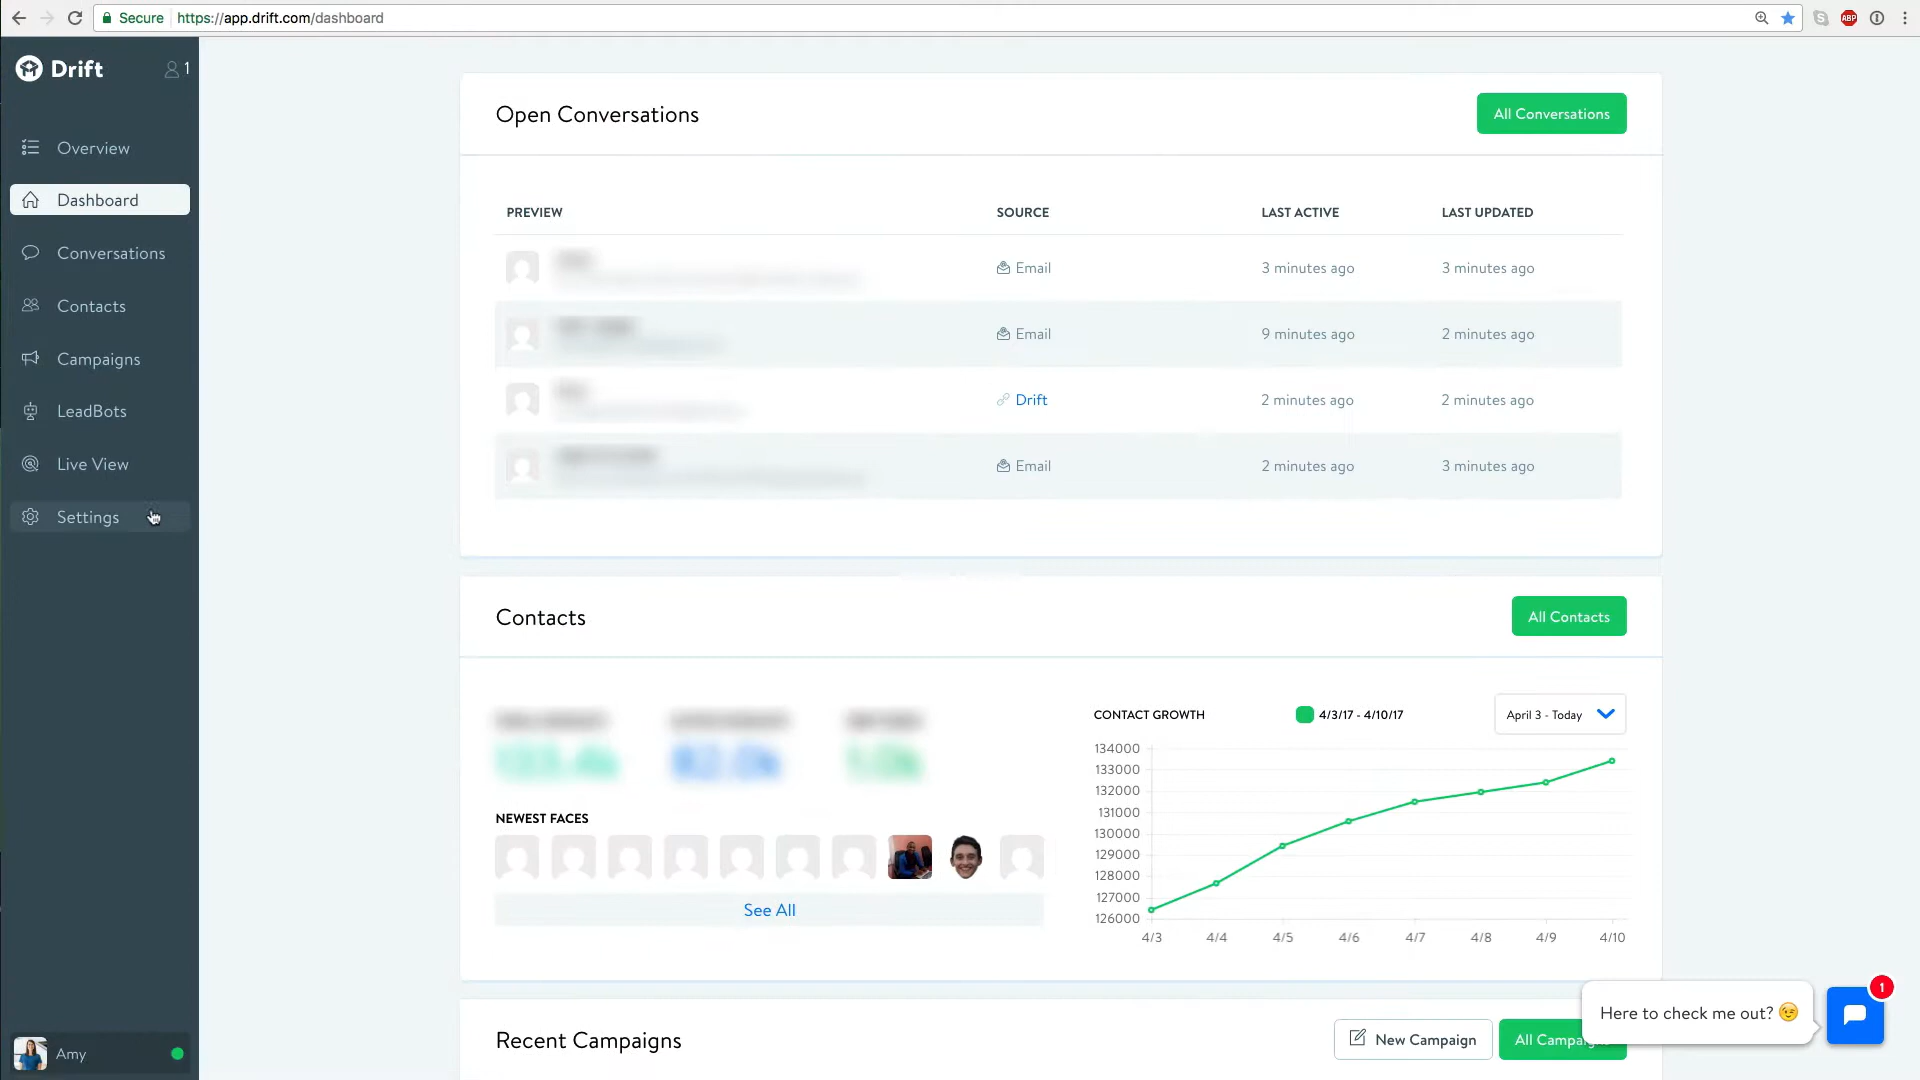 Secure https://app.drift.com/dashboard
ABP
Drift 1
Overview
Dashboard
Conversations
Contacts
Campaigns
LeadBots
Live View
Settings
Amy
Open Conversations
All Conversations
PREVIEW SOURCE LAST ACTIVE LAST UPDATED
Email 3 minutes ago 3 minutes ago
Email 9 minutes ago 2 minutes ago
Drift 2 minutes ago 2 minutes ago
Email 2 minutes ago 3 minutes ago
Contacts
All Contacts
NEWEST FACES
See All
CONTACT GROWTH 4/3/17 - 4/10/17 April 3 - Today
134000
133000
132000
131000
130000
129000
128000
127000
126000
4/3 4/4 4/5 4/6 4/7 4/8 4/9 4/10
Recent Campaigns
New Campaign
All Campaigns
Here to check me out? 😉
1